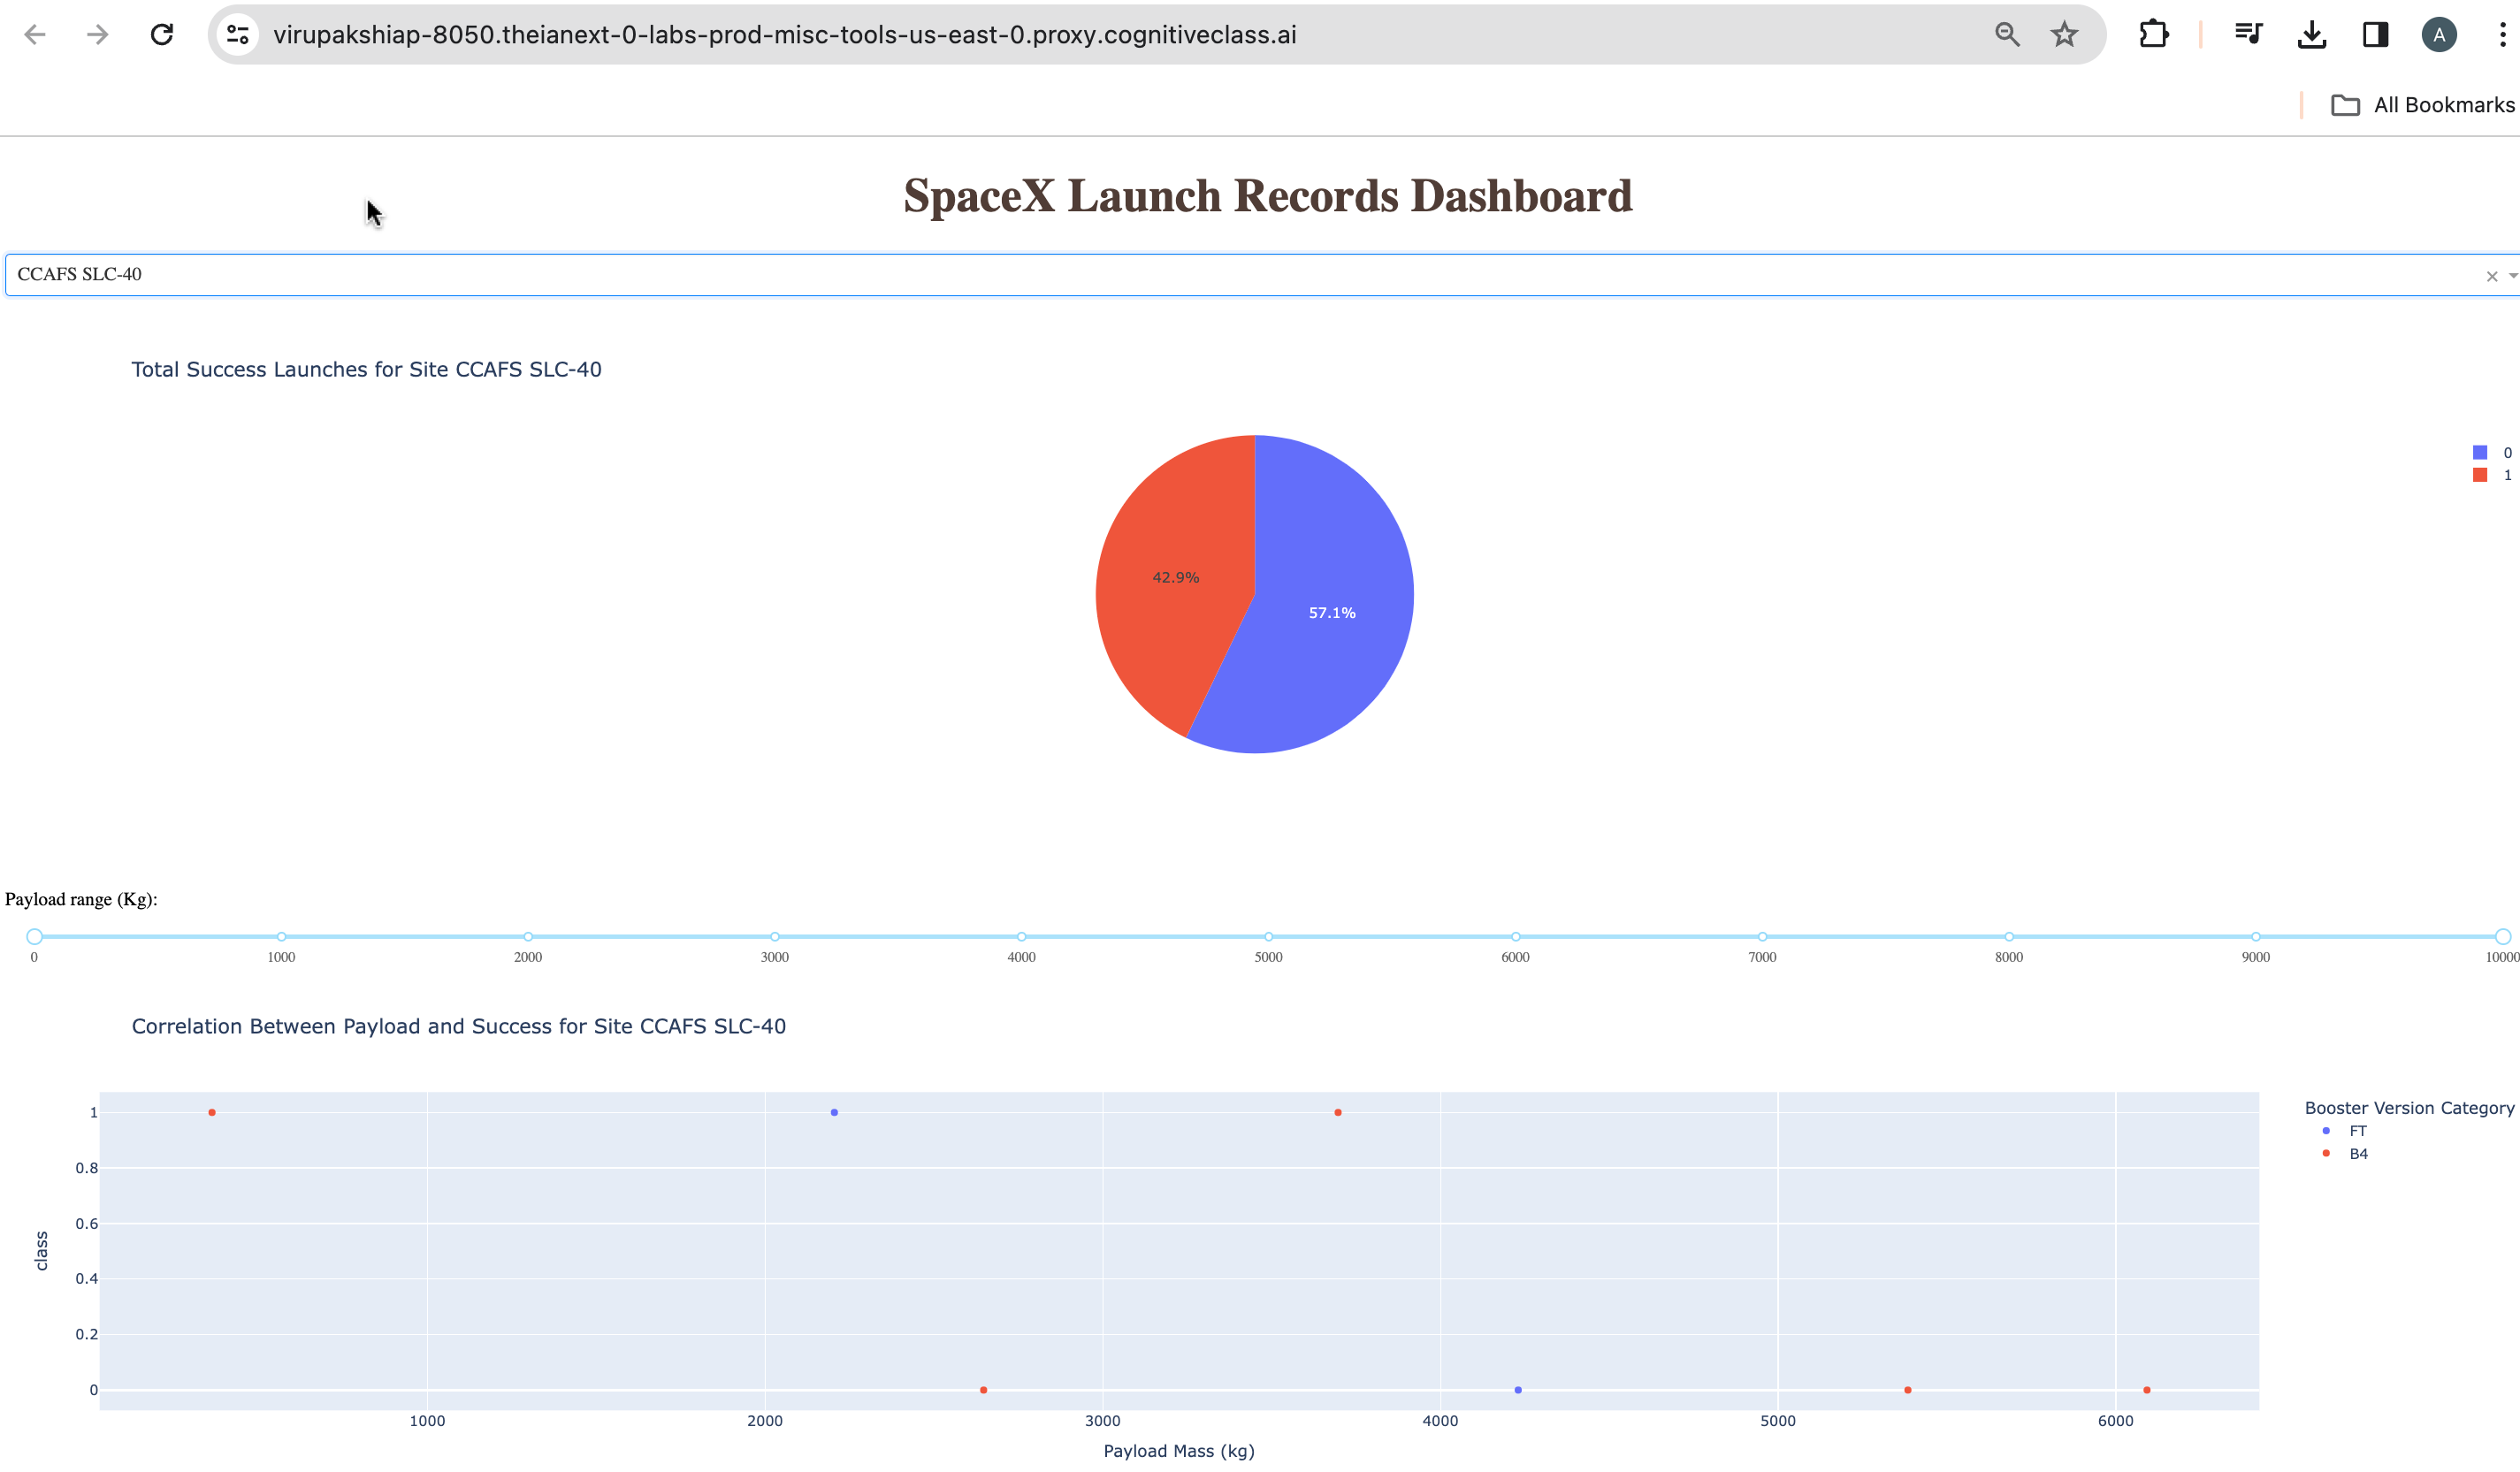 virupakshiap-8050.theianext-0-labs-prod-misc-tools-us-east-0.proxy.cognitiveclass.ai
A
All Bookmarks
SpaceX Launch Records Dashboard
CCAFS SLC-40
Total Success Launches for Site CCAFS SLC-40
0
1
42.9%
57.1%
Payload range (Kg):
0 1000 2000 3000 4000 5000 6000 7000 8000 9000 10000
Correlation Between Payload and Success for Site CCAFS SLC-40
Booster Version Category
FT
B4
1
0.8
0.6
0.4
0.2
0
class
1000 2000 3000 4000 5000 6000
Payload Mass (kg)